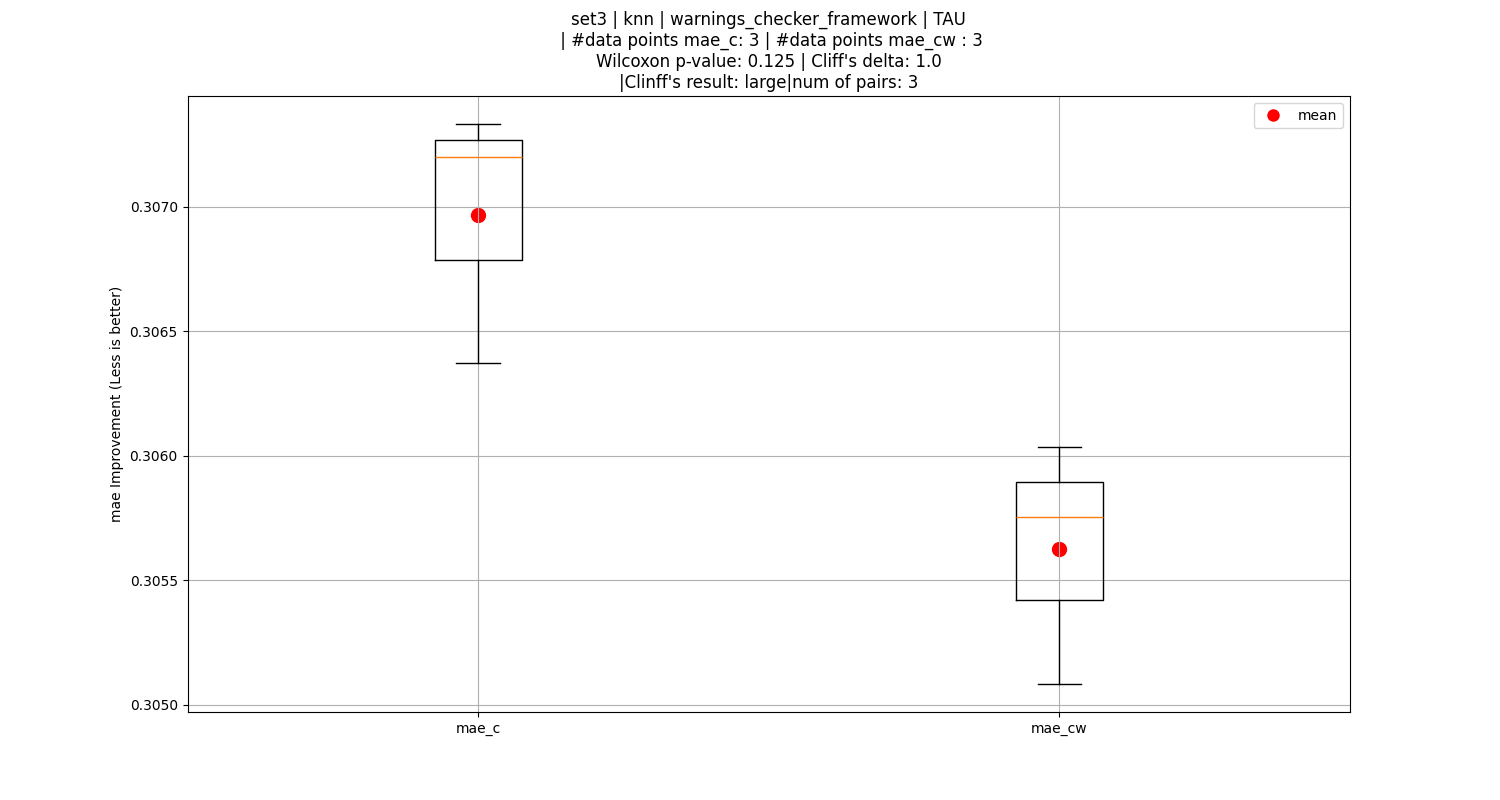 set3 | knn | warnings_checker_framework | TAU
| #data points mae_c: 3 | #data points mae_cw : 3
Wilcoxon p-value: 0.125 | Cliff's delta: 1.0
|Clinff's result: large|num of pairs: 3
mean
mae Improvement (Less is better)
0.3070
0.3065
0.3060
0.3055
0.3050
mae_c
mae_cw